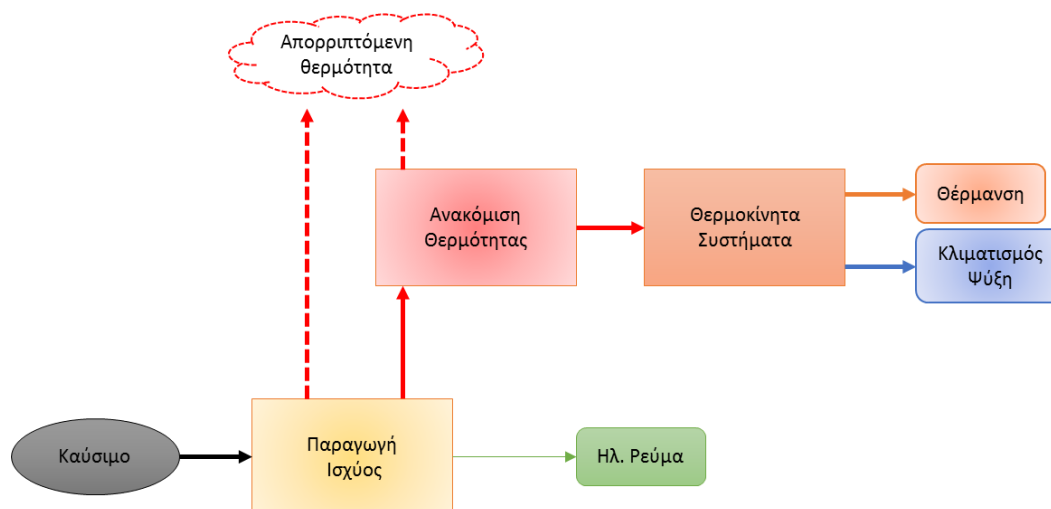 Απορριπτόμενη
θερμότητα
Ανακόμιση
Θερμότητας
Θερμοκίνητα
Συστήματα
Θέρμανση
Κλιματισμός
Ψύξη
Καύσιμο
Παραγωγή
Ισχύος
Ηλ. Ρεύμα